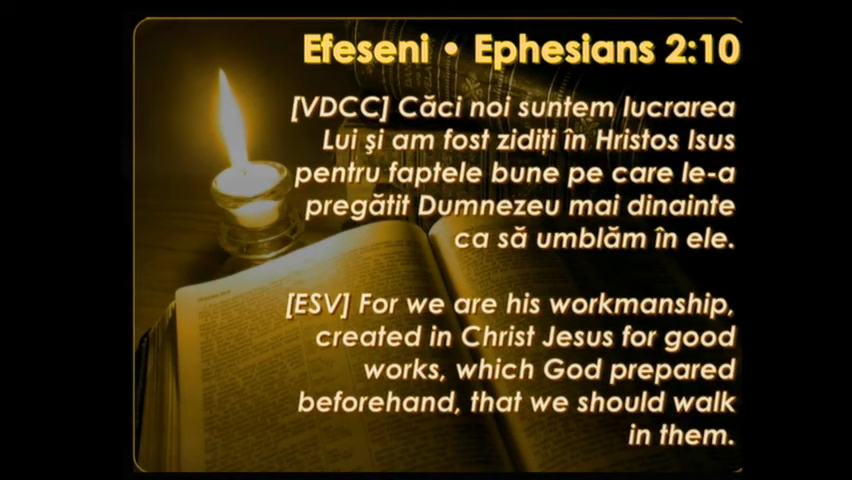 Efeseni • Ephesians 2:10
[VDCC] Căci noi suntem lucrarea
Lui şi am fost zidiţi în Hristos Isus
pentru faptele bune pe care le-a
pregătit Dumnezeu mai dinainte
ca să umblăm în ele.
[ESV] For we are his workmanship,
created in Christ Jesus for good
works, which God prepared
beforehand, that we should walk
in them.